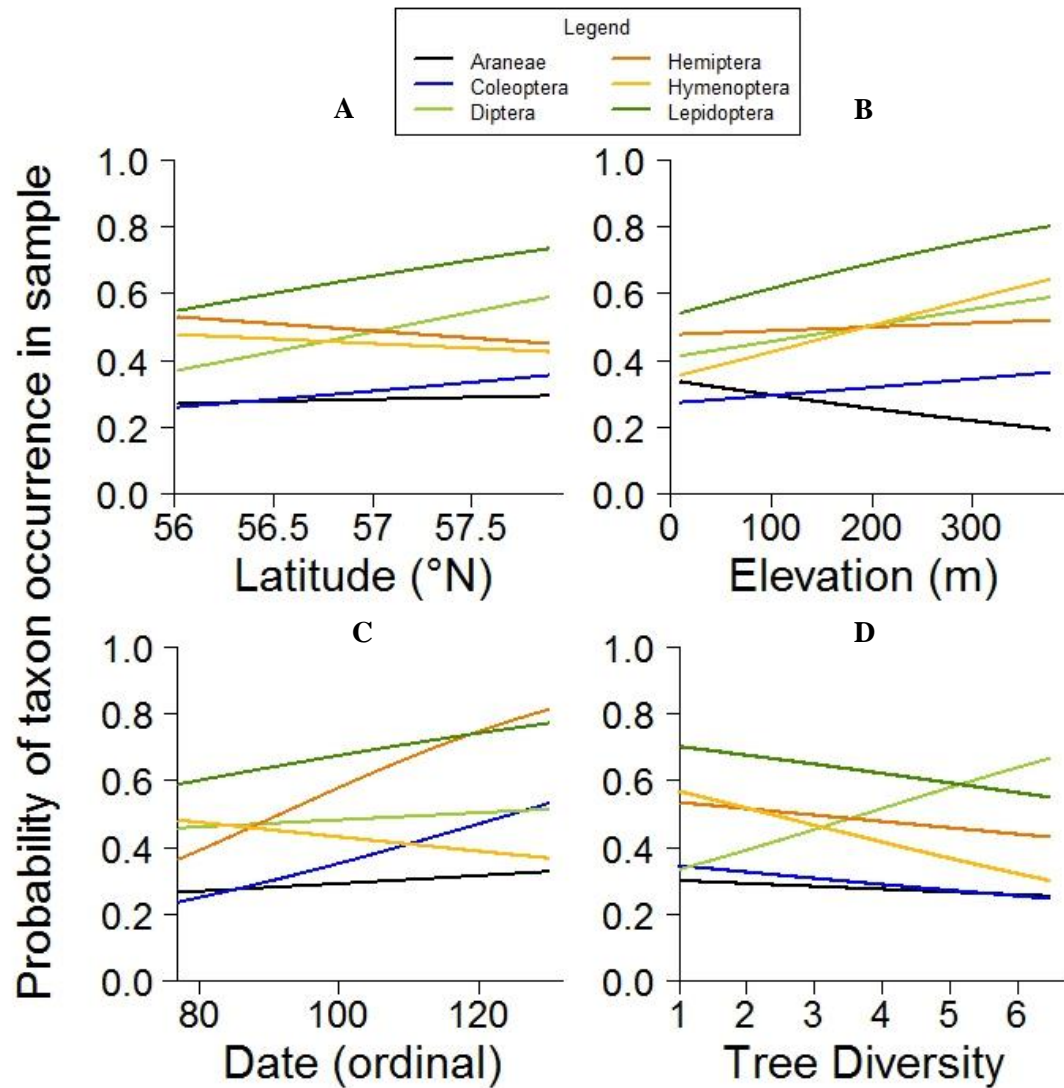 Legend
Araneae
Coleoptera
Diptera
Hemiptera
Hymenoptera
Lepidoptera
Probability of taxon occurrence in sample
A
1.0
0.8
0.6
0.4
0.2
0.0
56 56.5 57 57.5
Latitude (°N)
B
1.0
0.8
0.6
0.4
0.2
0.0
0 100 200 300
Elevation (m)
C
1.0
0.8
0.6
0.4
0.2
0.0
80 100 120
Date (ordinal)
D
1.0
0.8
0.6
0.4
0.2
0.0
1 2 3 4 5 6
Tree Diversity